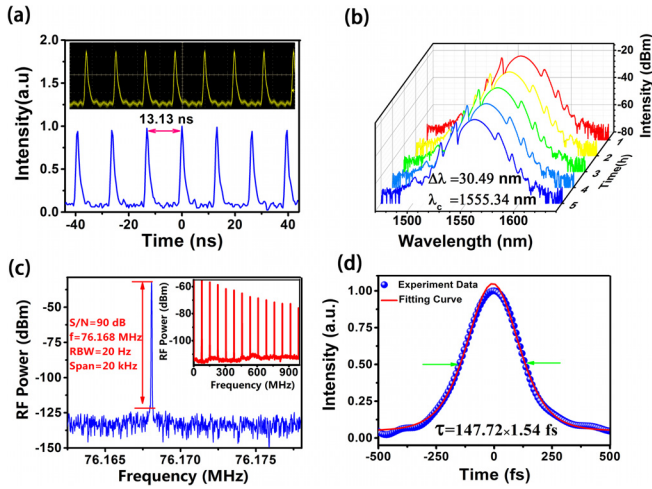 (a)
2.0
1.5
1.0
0.5
0.0
Intensity(a.u)
13.13 ns
-40 -20 0 20 40
Time (ns)
(b)
-20
-40
-60
-80
Intensity (dBm)
1
2
3
4
5
Time(h)
Δλ =30.49 nm
λc =1555.34 nm
1500 1550 1600
Wavelength (nm)
(c)
-50
-75
-100
-125
-150
RF Power (dBm)
S/N=90 dB
f=76.168 MHz
RBW=20 Hz
Span=20 kHz
-60
-80
-100
RF Power (dBm)
0 300 600 900
Frequency (MHz)
76.165 76.170 76.175
Frequency (MHz)
(d)
1.00
0.75
0.50
0.25
0.00
Intensity (a.u.)
Experiment Data
Fitting Curve
τ=147.72×1.54 fs
-500 -250 0 250 500
Time (fs)